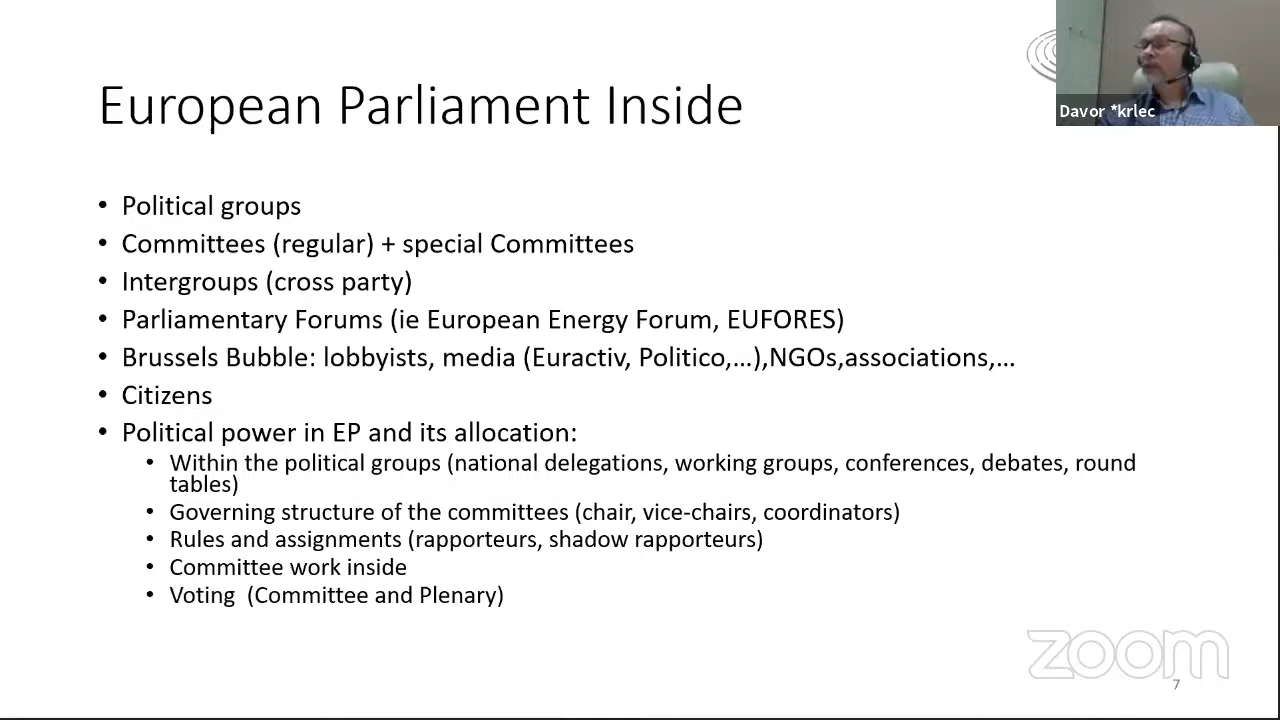 European Parliament Inside
Davor *krlec
• Political groups
• Committees (regular) + special Committees
• Intergroups (cross party)
• Parliamentary Forums (ie European Energy Forum, EUFORES)
• Brussels Bubble: lobbyists, media (Euractiv, Politico,...),NGOs,associations,...
• Citizens
• Political power in EP and its allocation:
• Within the political groups (national delegations, working groups, conferences, debates, round
tables)
• Governing structure of the committees (chair, vice-chairs, coordinators)
• Rules and assignments (rapporteurs, shadow rapporteurs)
• Committee work inside
• Voting  (Committee and Plenary)
zoom
7